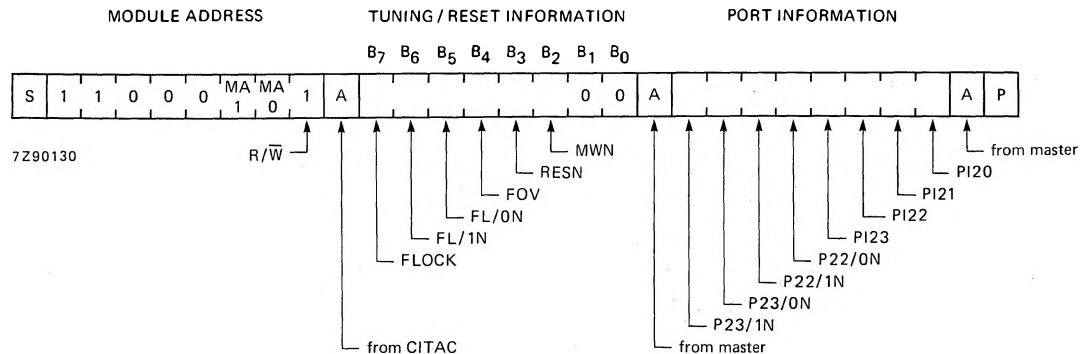 MODULE ADDRESS
TUNING / RESET INFORMATION
PORT INFORMATION
B7 B6 B5 B4 B3 B2 B1 B0
S 1 1 0 0 0 MA 1 MA 0 1 A 0 0 A A P
7Z90130
R/W̅
MWN
RESN
FOV
FL/0N
FL/1N
FLOCK
from CITAC
from master
PI20
PI21
PI22
PI23
P22/0N
P22/1N
P23/0N
P23/1N
from master